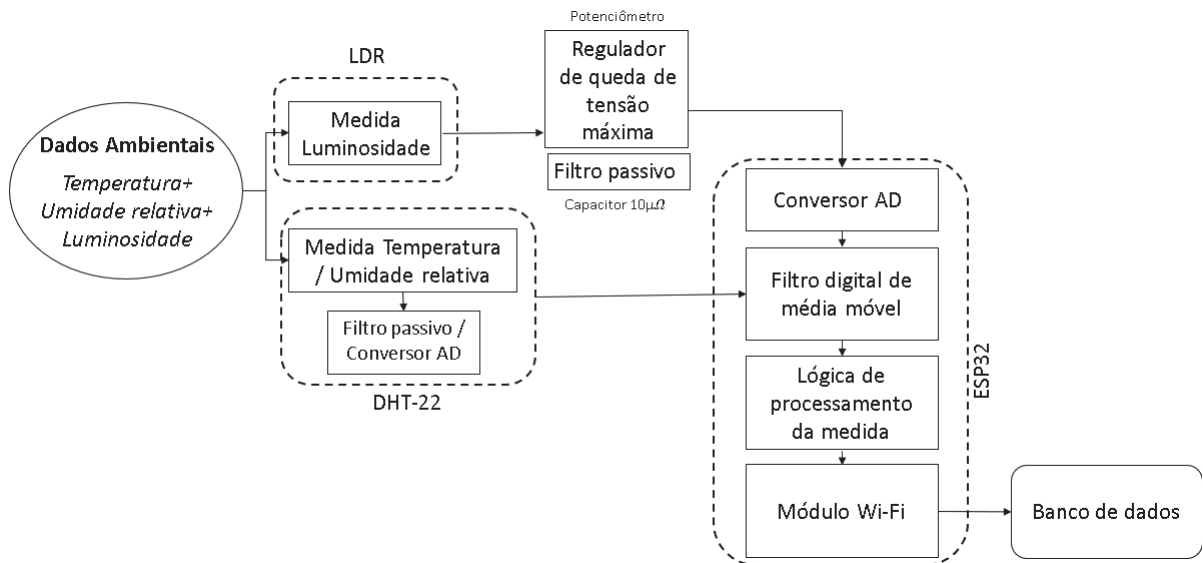 Potenciômetro
LDR
Regulador
de queda de
tensão
máxima
Medida
Luminosidade
Dados Ambientais
Temperatura+
Umidade relativa+
Luminosidade
Filtro passivo
Capacitor 10μΩ
Conversor AD
Medida Temperatura
/ Umidade relativa
Filtro passivo /
Conversor AD
DHT-22
Filtro digital de
média móvel
Lógica de
processamento
da medida
ESP32
Módulo Wi-Fi
Banco de dados